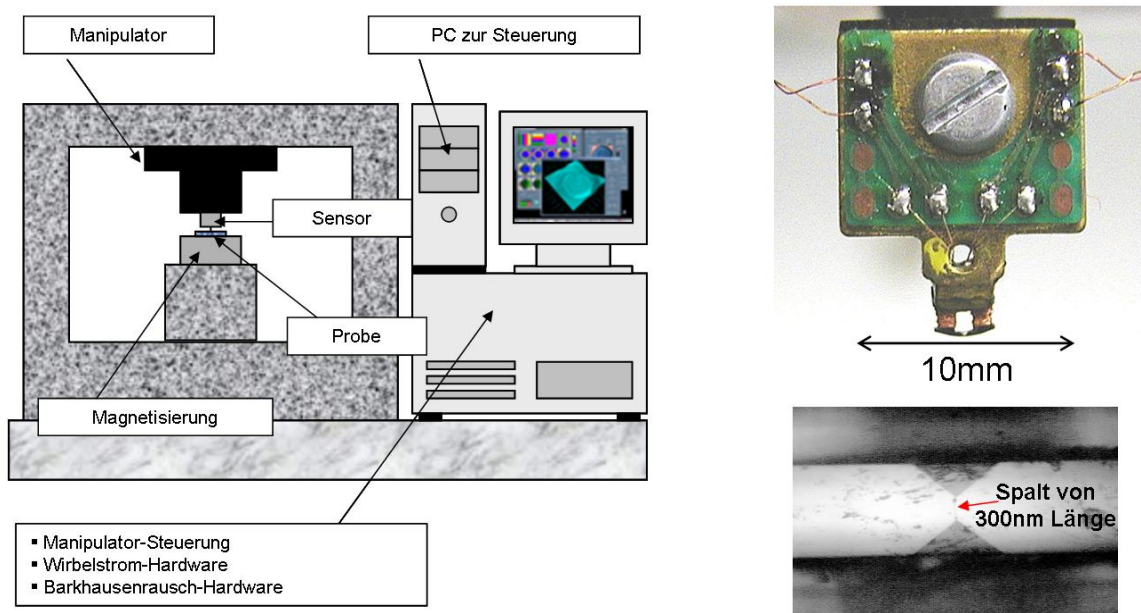 Manipulator
PC zur Steuerung
Sensor
Probe
Magnetisierung
▪ Manipulator-Steuerung
▪ Wirbelstrom-Hardware
▪ Barkhausenrausch-Hardware
10mm
Spalt von
300nm Länge